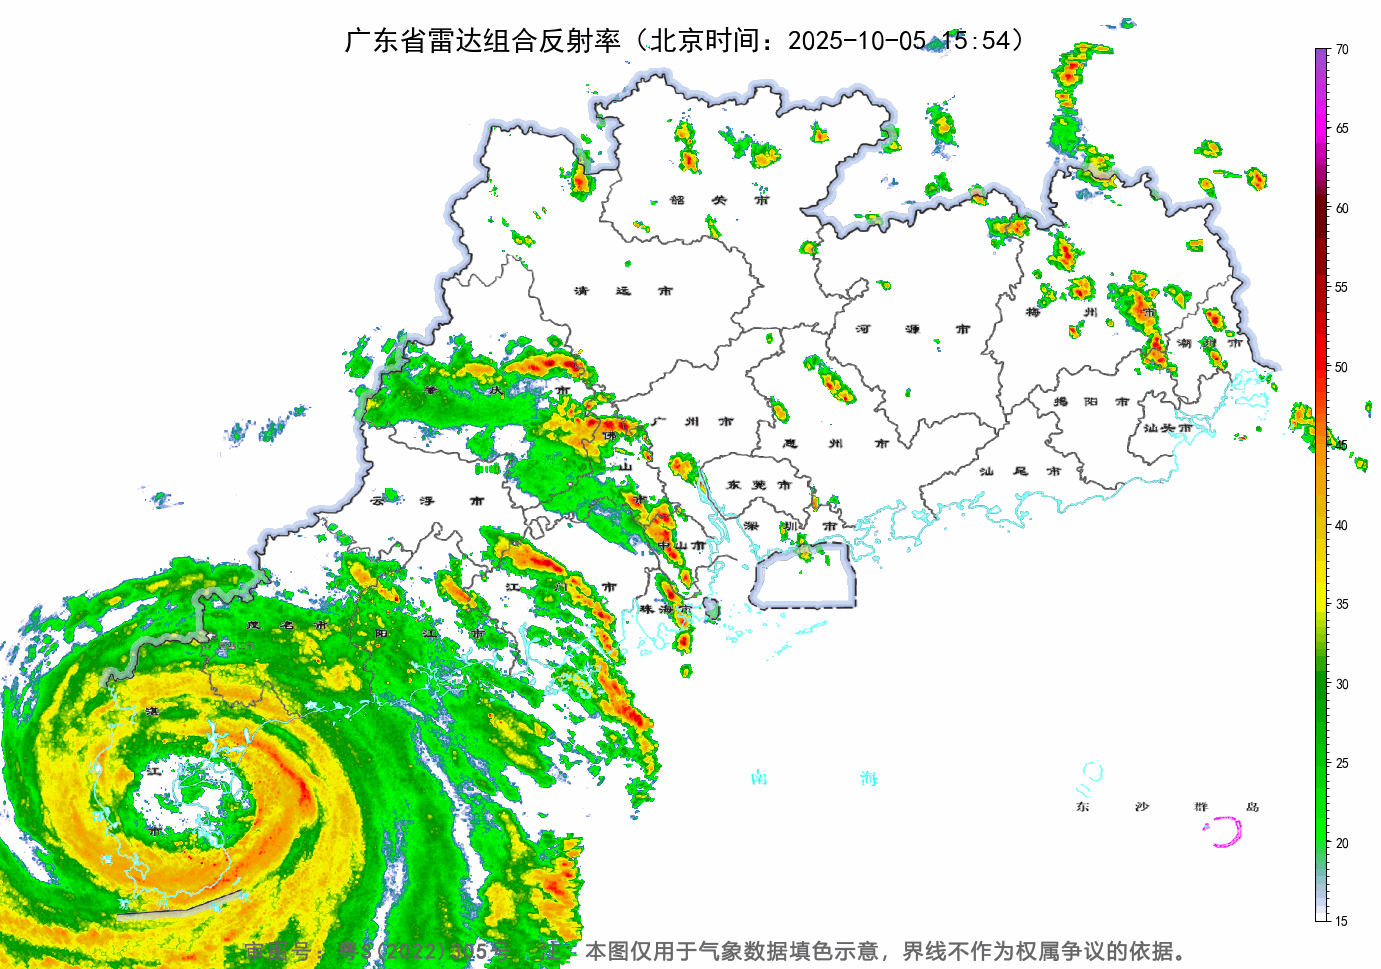 广东省雷达组合反射率（北京时间：2025-10-05 15:54）
70
65
60
55
50
45
40
35
30
25
20
15
韶关市
清远市
河源市
梅州市
潮州市
肇庆市
广州市
揭阳市
汕头市
佛山市
惠州市
汕尾市
东莞市
云浮市
深圳市
中山市
江门市
珠海市
茂名市
阳江市
湛江市
南海
东沙群岛
审图号：粤S(2022)305号 注：本图仅用于气象数据填色示意，界线不作为权属争议的依据。